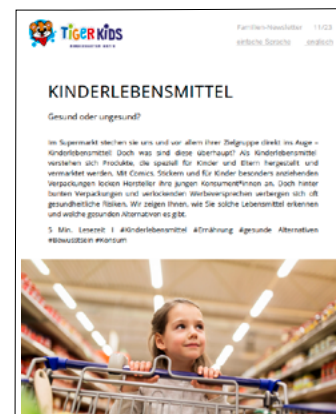 TIGER KIDS
Familien-Newsletter 11/23
einfache Sprache englisch
KINDERLEBENSMITTEL
Gesund oder ungesund?
Im Supermarkt stechen sie uns und vor allem ihrer Zielgruppe direkt ins Auge –
Kinderlebensmittel! Doch was sind diese überhaupt? Als Kinderlebensmittel
verstehen sich Produkte, die speziell für Kinder und Eltern hergestellt und
vermarktet werden. Mit Comics, Stickern und für Kinder besonders anziehenden
Verpackungen locken Hersteller ihre jungen Konsument*innen an. Doch hinter
bunten Verpackungen und verlockenden Werbeversprechen verbergen sich oft
gesundheitliche Risiken. Wir zeigen Ihnen, wie Sie solche Lebensmittel erkennen
und welche gesunden Alternativen es gibt.
5 Min. Lesezeit I #Kinderlebensmittel #Ernährung #gesunde Alternativen
#Bewusstsein #Konsum